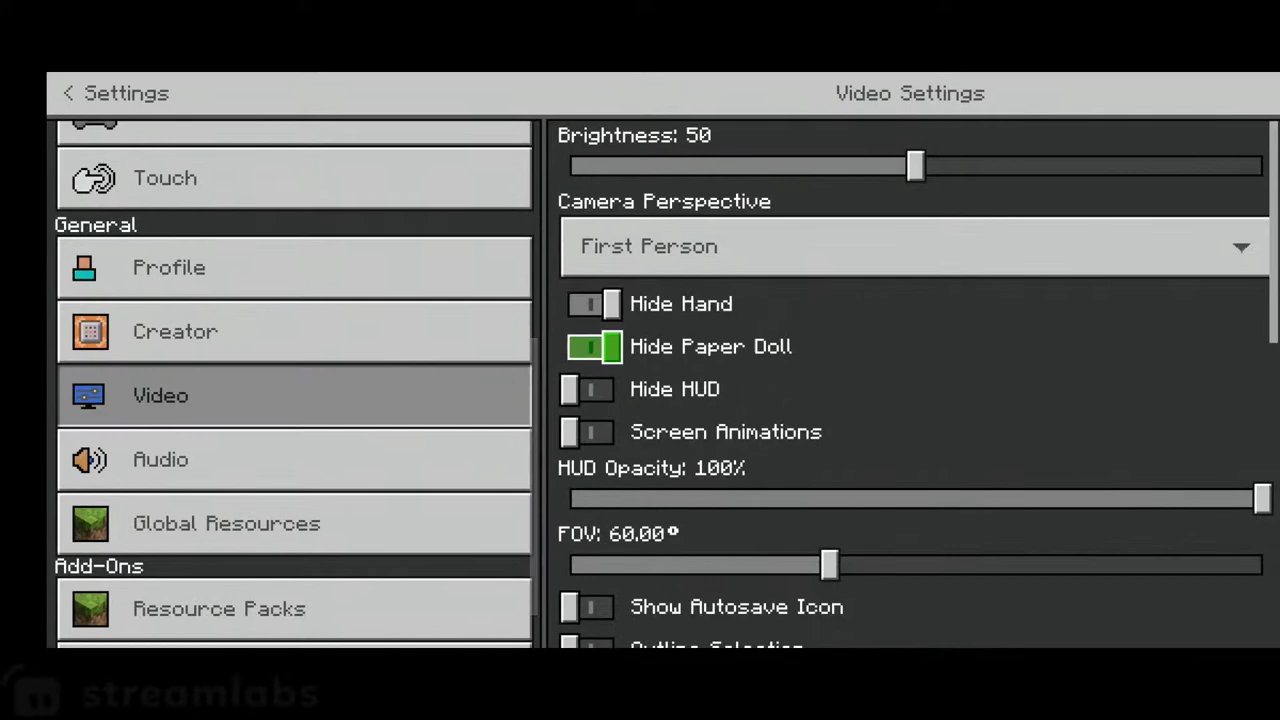 Settings
Video Settings
Touch
General
Profile
Creator
Video
Audio
Global Resources
Add-Ons
Resource Packs
Brightness: 50
Camera Perspective
First Person
Hide Hand
Hide Paper Doll
Hide HUD
Screen Animations
HUD Opacity: 100%
FOV: 60.00°
Show Autosave Icon
Outline Selection
streamlabs